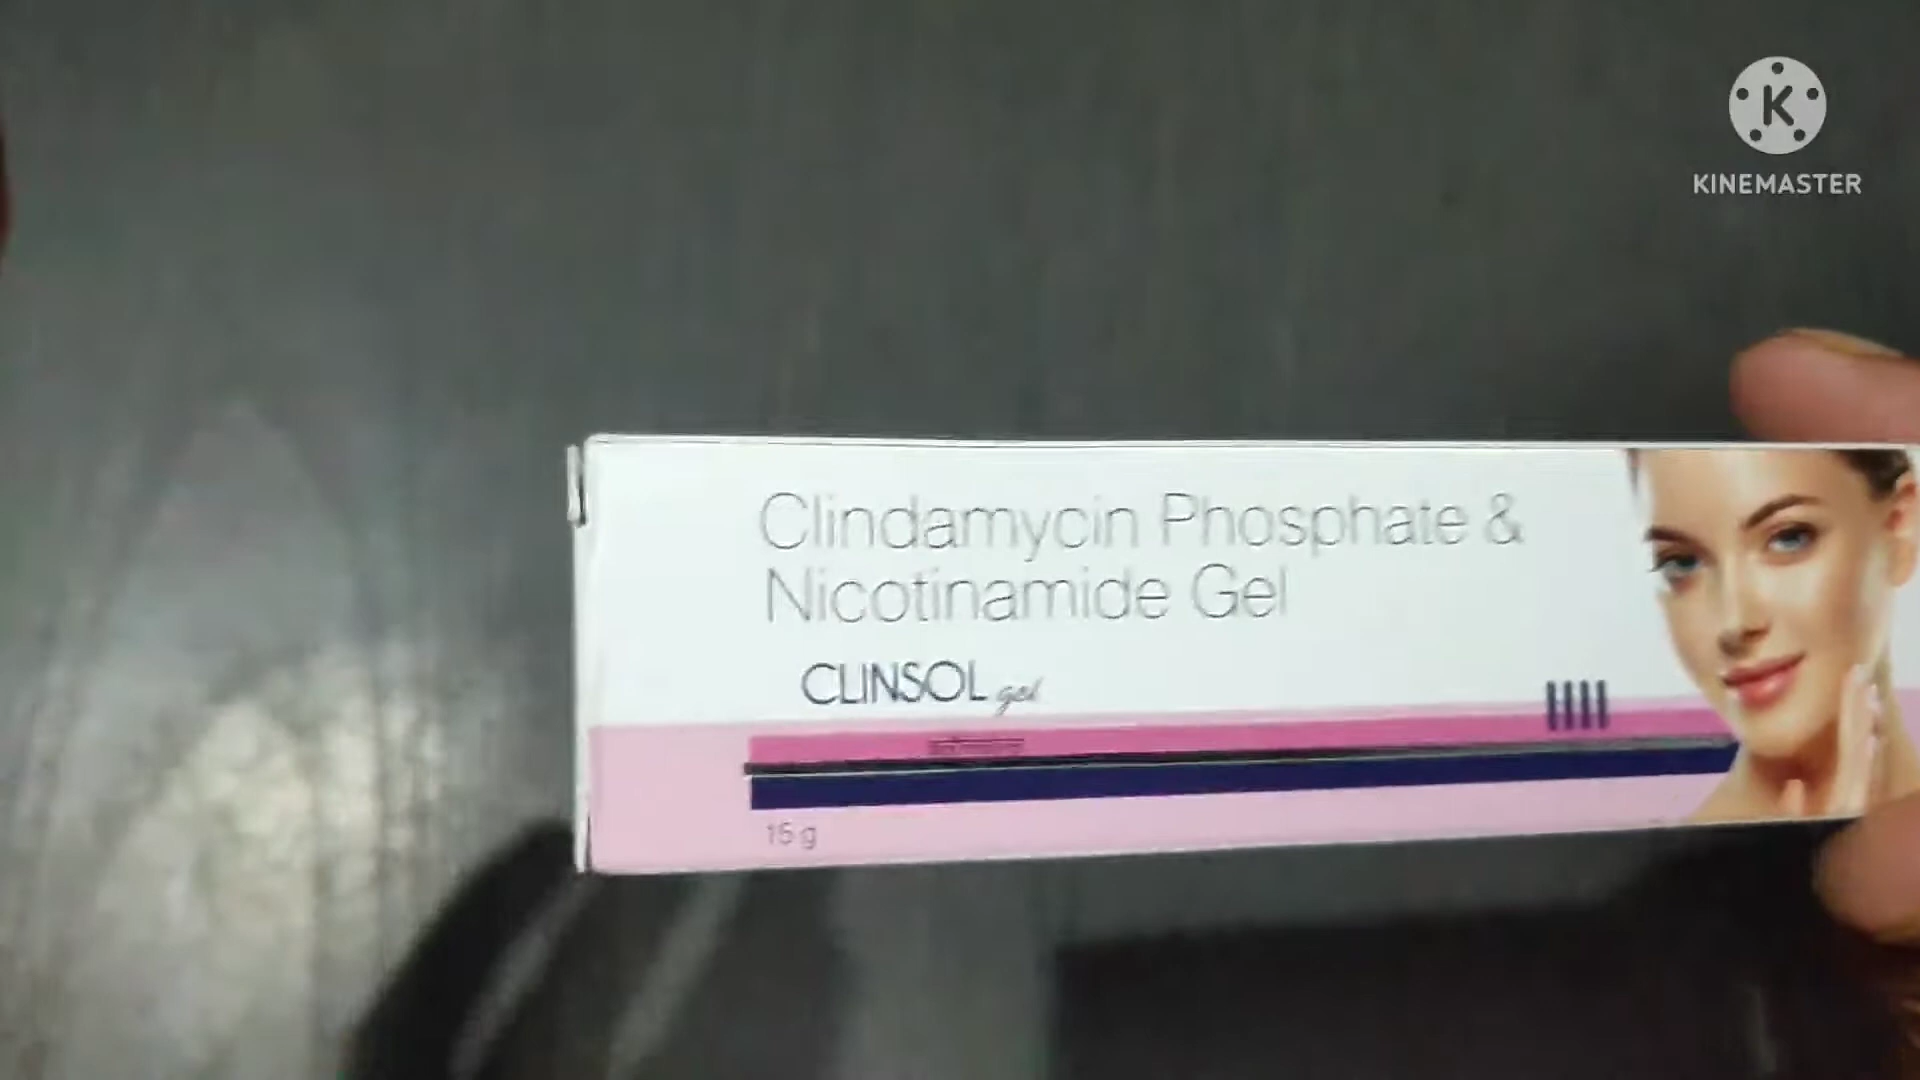 K
KINEMASTER
Clindamycin Phosphate &
Nicotinamide Gel
CLINSOL gel
15 g